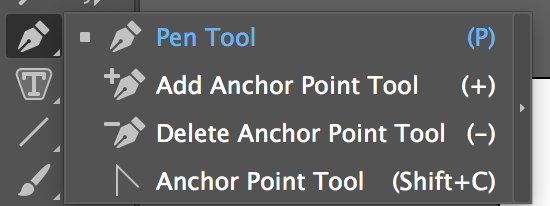 Pen Tool (P)
Add Anchor Point Tool (+)
Delete Anchor Point Tool (–)
Anchor Point Tool (Shift+C)